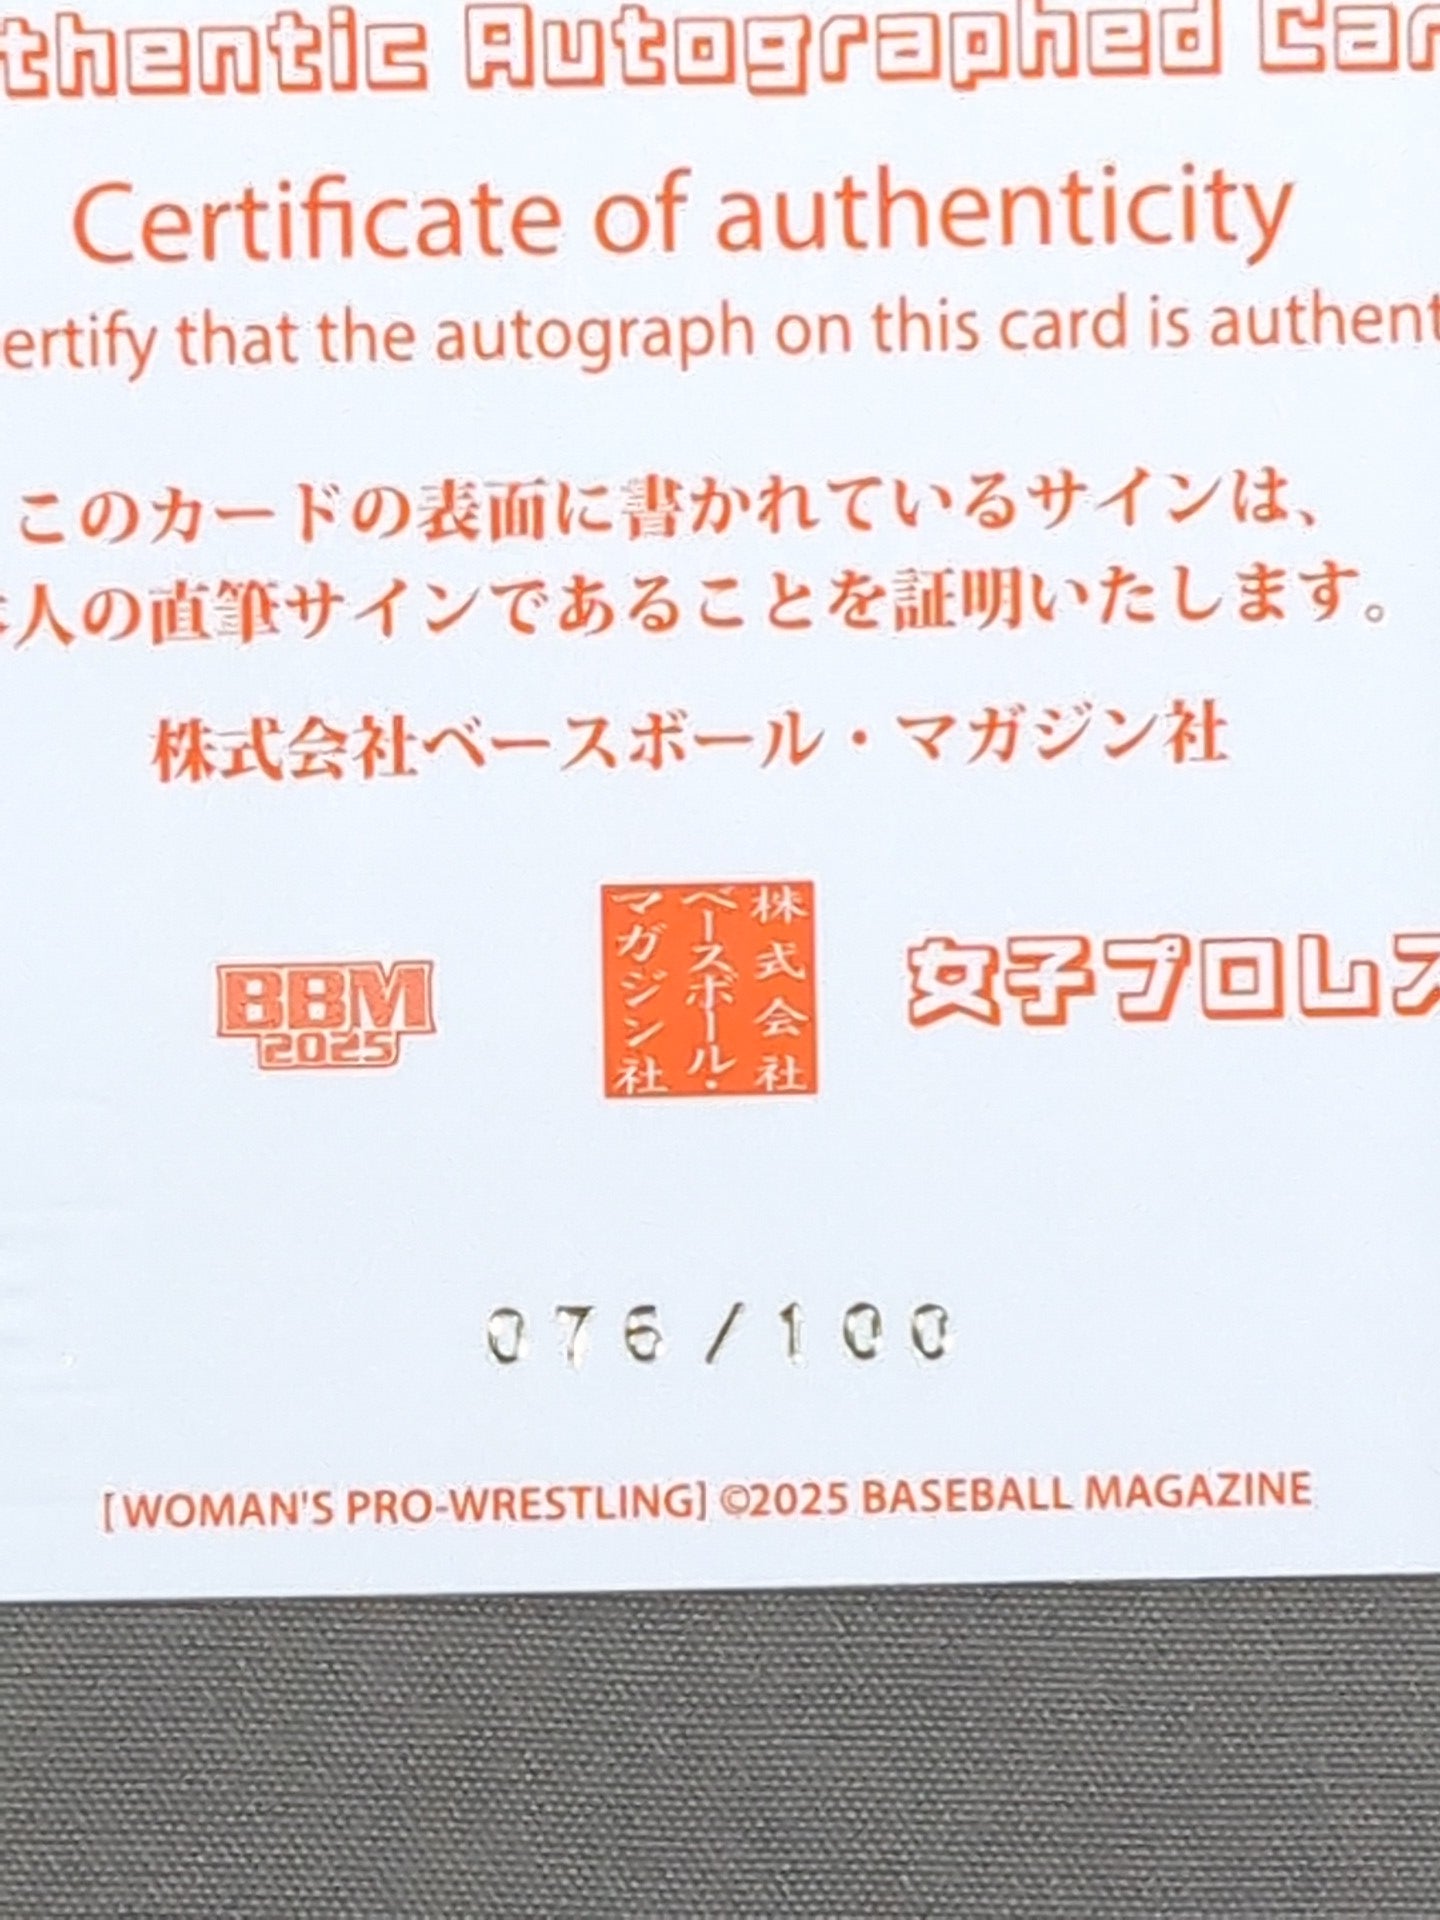 thentic Autographed Car
Certificate of authenticity
ertify that the autograph on this card is authent
このカードの表面に書かれているサインは、
本人の直筆サインであることを証明いたします。
株式会社ベースボール・マガジン社
BBM
2025
株式会社
ベースボール・
マガジン社
女子プロレス
076/100
[WOMAN'S PRO-WRESTLING] ©2025 BASEBALL MAGAZINE